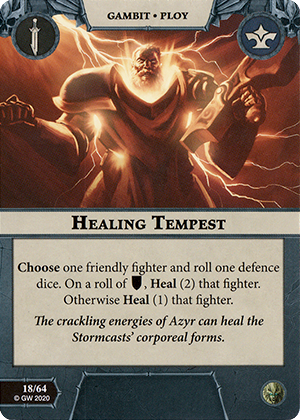 GAMBIT • PLOY
HEALING TEMPEST
Choose one friendly fighter and roll one defence
dice. On a roll of , Heal (2) that fighter.
Otherwise Heal (1) that fighter.
The crackling energies of Azyr can heal the
Stormcasts' corporeal forms.
18/64
© GW 2020